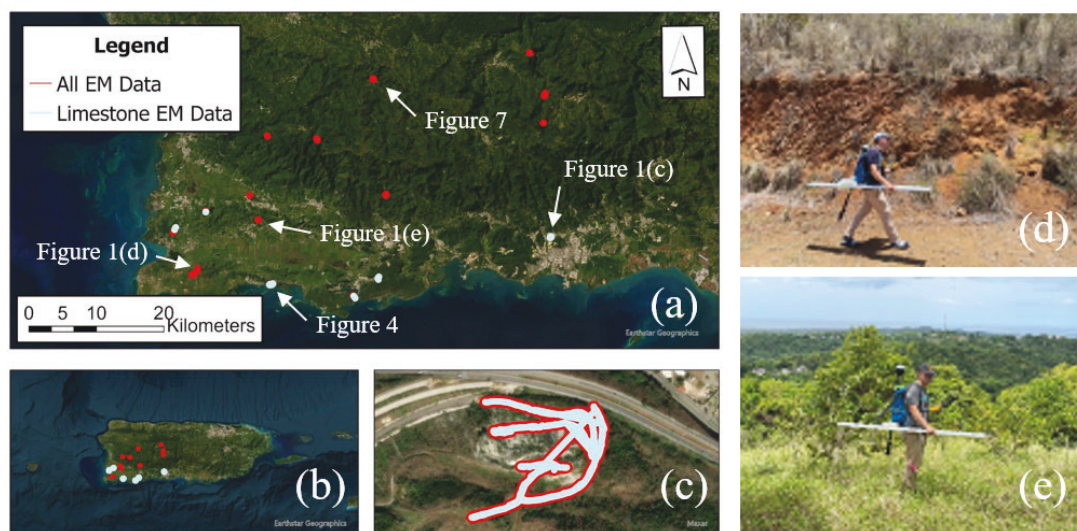 Legend
All EM Data
Limestone EM Data
N
Figure 7
Figure 1(c)
Figure 1(e)
Figure 1(d)
Figure 4
0 5 10 20
Kilometers
(a)
Earthstar Geographics
(b)
Earthstar Geographics
(c)
Maxar
(d)
(e)